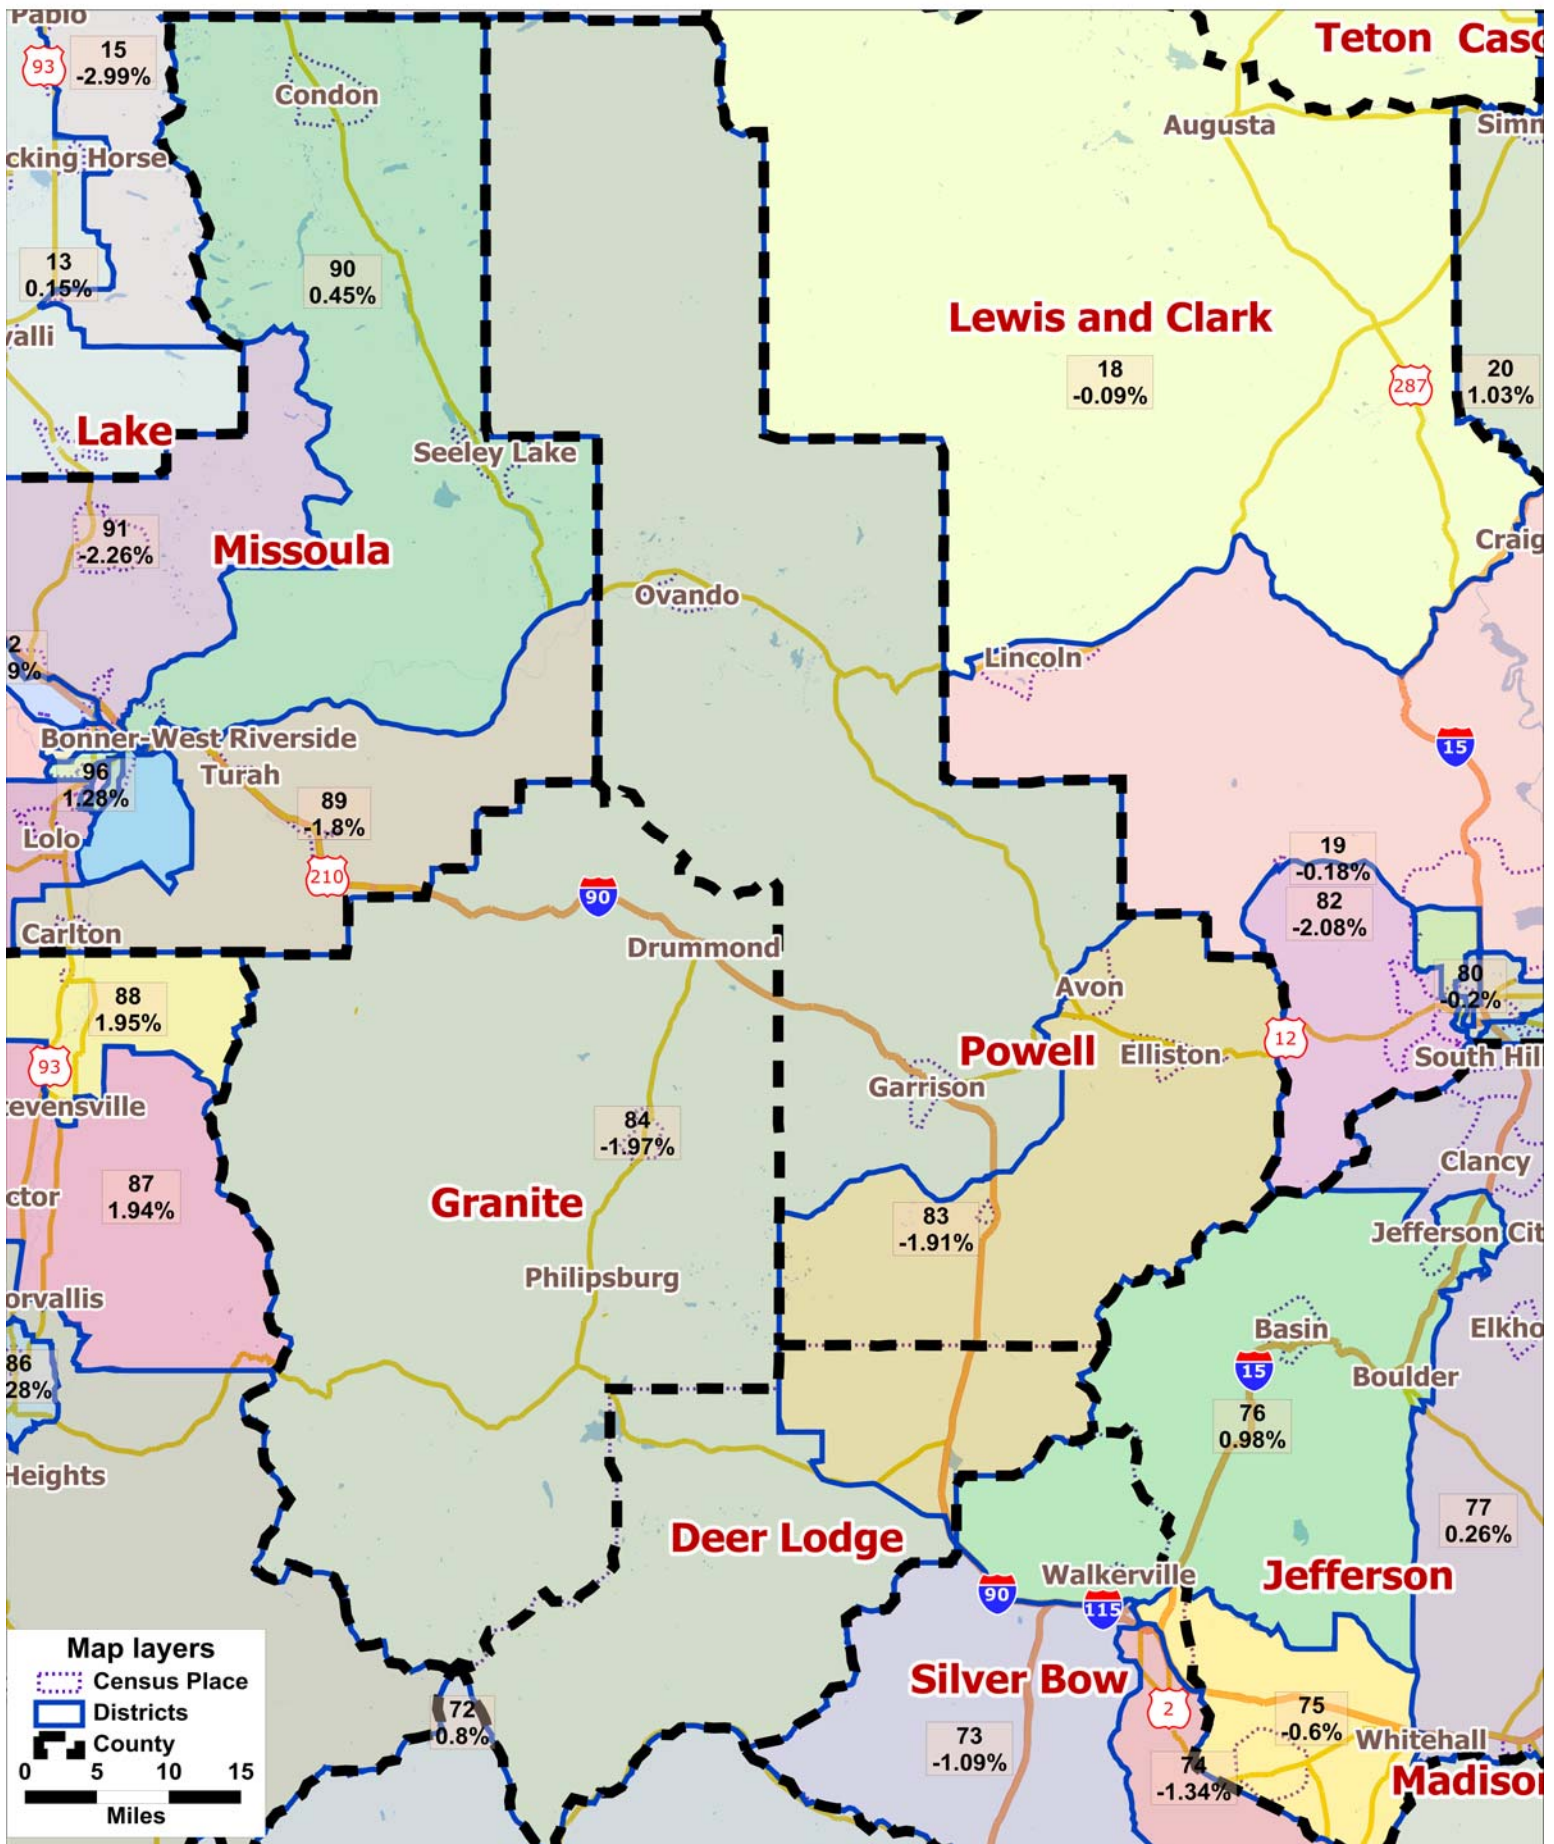 Pablo
Teton Casc
93
15
-2.99%
Condon
Augusta
Simn
cking Horse
13
0.15%
90
0.45%
valli
Lewis and Clark
18
-0.09%
287
20
1.03%
Lake
Seeley Lake
91
-2.26%
Missoula
Craig
Ovando
2
9%
Lincoln
Bonner-West Riverside
15
96
1.28%
Turah
89
-1.8%
Lolo
19
-0.18%
210
90
82
-2.08%
Carlton
Drummond
88
1.95%
Avon
80
-0.2%
93
Powell
Elliston
12
South Hil
Garrison
tevensville
84
-1.97%
Clancy
87
1.94%
ctor
Granite
83
-1.91%
Jefferson Cit
Philipsburg
orvallis
Basin
Elkho
86
28%
15
Boulder
76
0.98%
Heights
77
0.26%
Deer Lodge
Walkerville
Jefferson
90
115
Map layers
Census Place
Districts
County
0 5 10 15
Miles
Silver Bow
72
0.8%
2
75
-0.6%
73
-1.09%
Whitehall
74
-1.34%
Madison